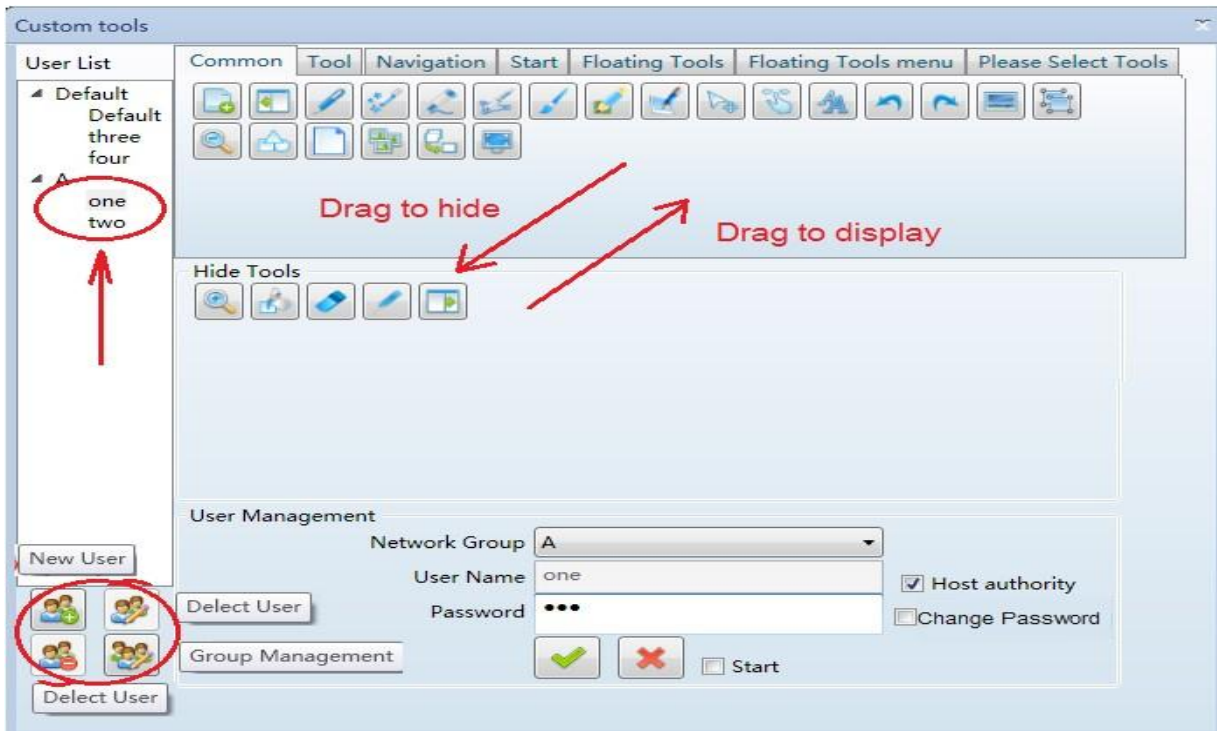 Custom tools
User List
Common Tool Navigation Start Floating Tools Floating Tools menu Please Select Tools
Default
Default
three
four
A
one
two
Drag to hide
Drag to display
Hide Tools
User Management
Network Group A
New User
User Name one
Host authority
Delect User
Password •••
Change Password
Group Management
Start
Delect User